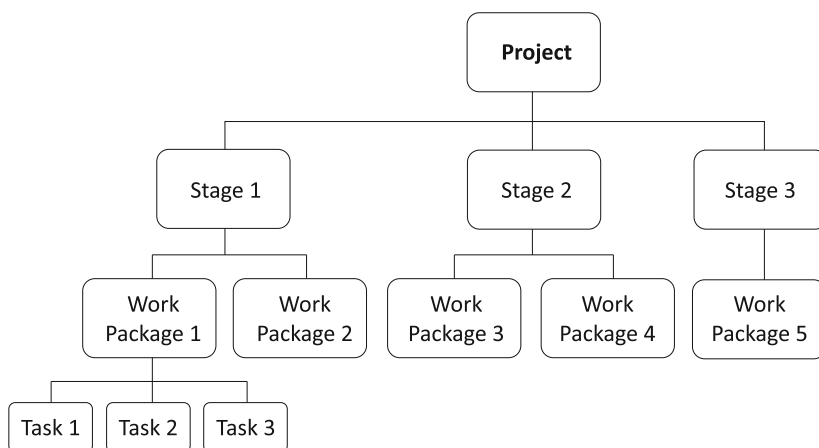 Project
Stage 1
Stage 2
Stage 3
Work
Package 1
Work
Package 2
Work
Package 3
Work
Package 4
Work
Package 5
Task 1
Task 2
Task 3